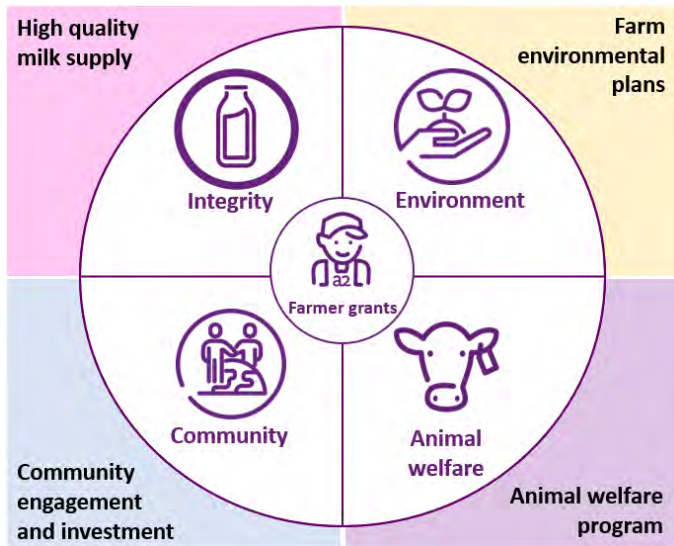 High quality
milk supply
Farm
environmental
plans
Integrity
Environment
a2
Farmer grants
Community
Animal
welfare
Community
engagement
and investment
Animal welfare
program